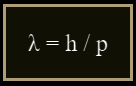 λ = h / p